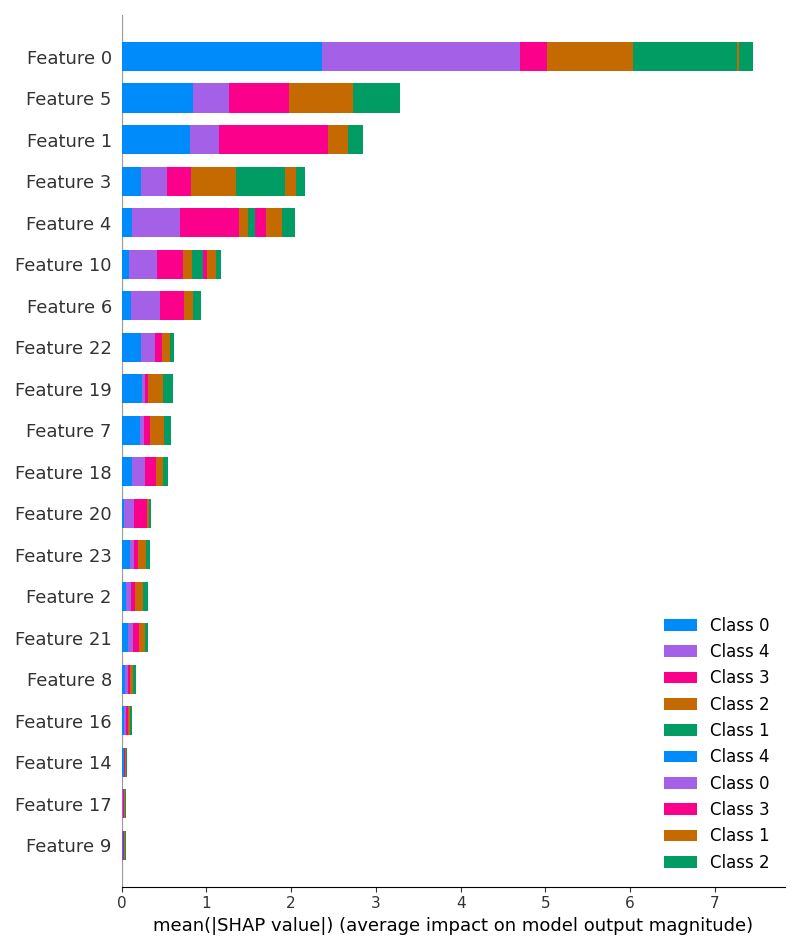 Feature 0
Feature 5
Feature 1
Feature 3
Feature 4
Feature 10
Feature 6
Feature 22
Feature 19
Feature 7
Feature 18
Feature 20
Feature 23
Feature 2
Feature 21
Feature 8
Feature 16
Feature 14
Feature 17
Feature 9
Class 0
Class 4
Class 3
Class 2
Class 1
Class 4
Class 0
Class 3
Class 1
Class 2
0 1 2 3 4 5 6 7
mean(|SHAP value|) (average impact on model output magnitude)